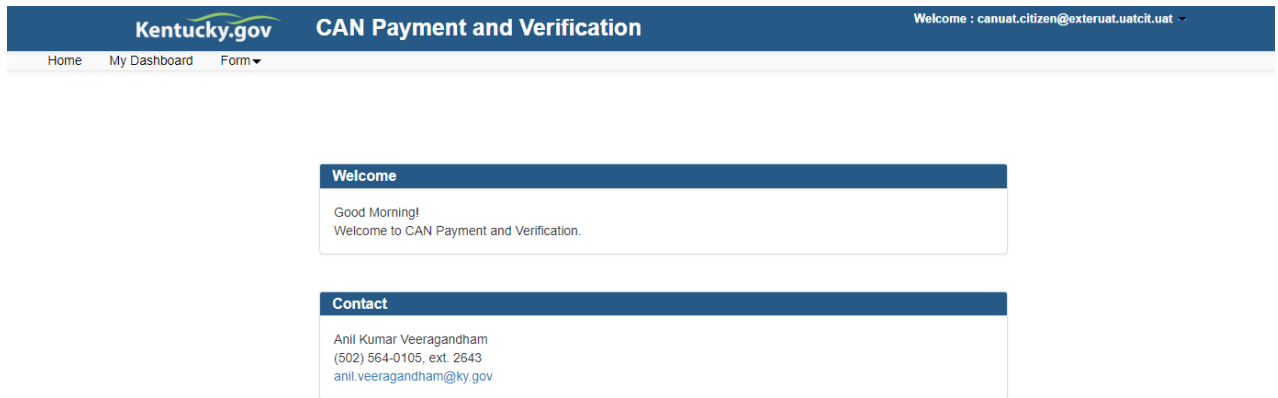 Kentucky.gov
CAN Payment and Verification
Welcome : canuat.citizen@exteruat.uatcit.uat
Home My Dashboard Form
Welcome
Good Morning!
Welcome to CAN Payment and Verification.
Contact
Anil Kumar Veeragandham
(502) 564-0105, ext. 2643
anil.veeragandham@ky.gov